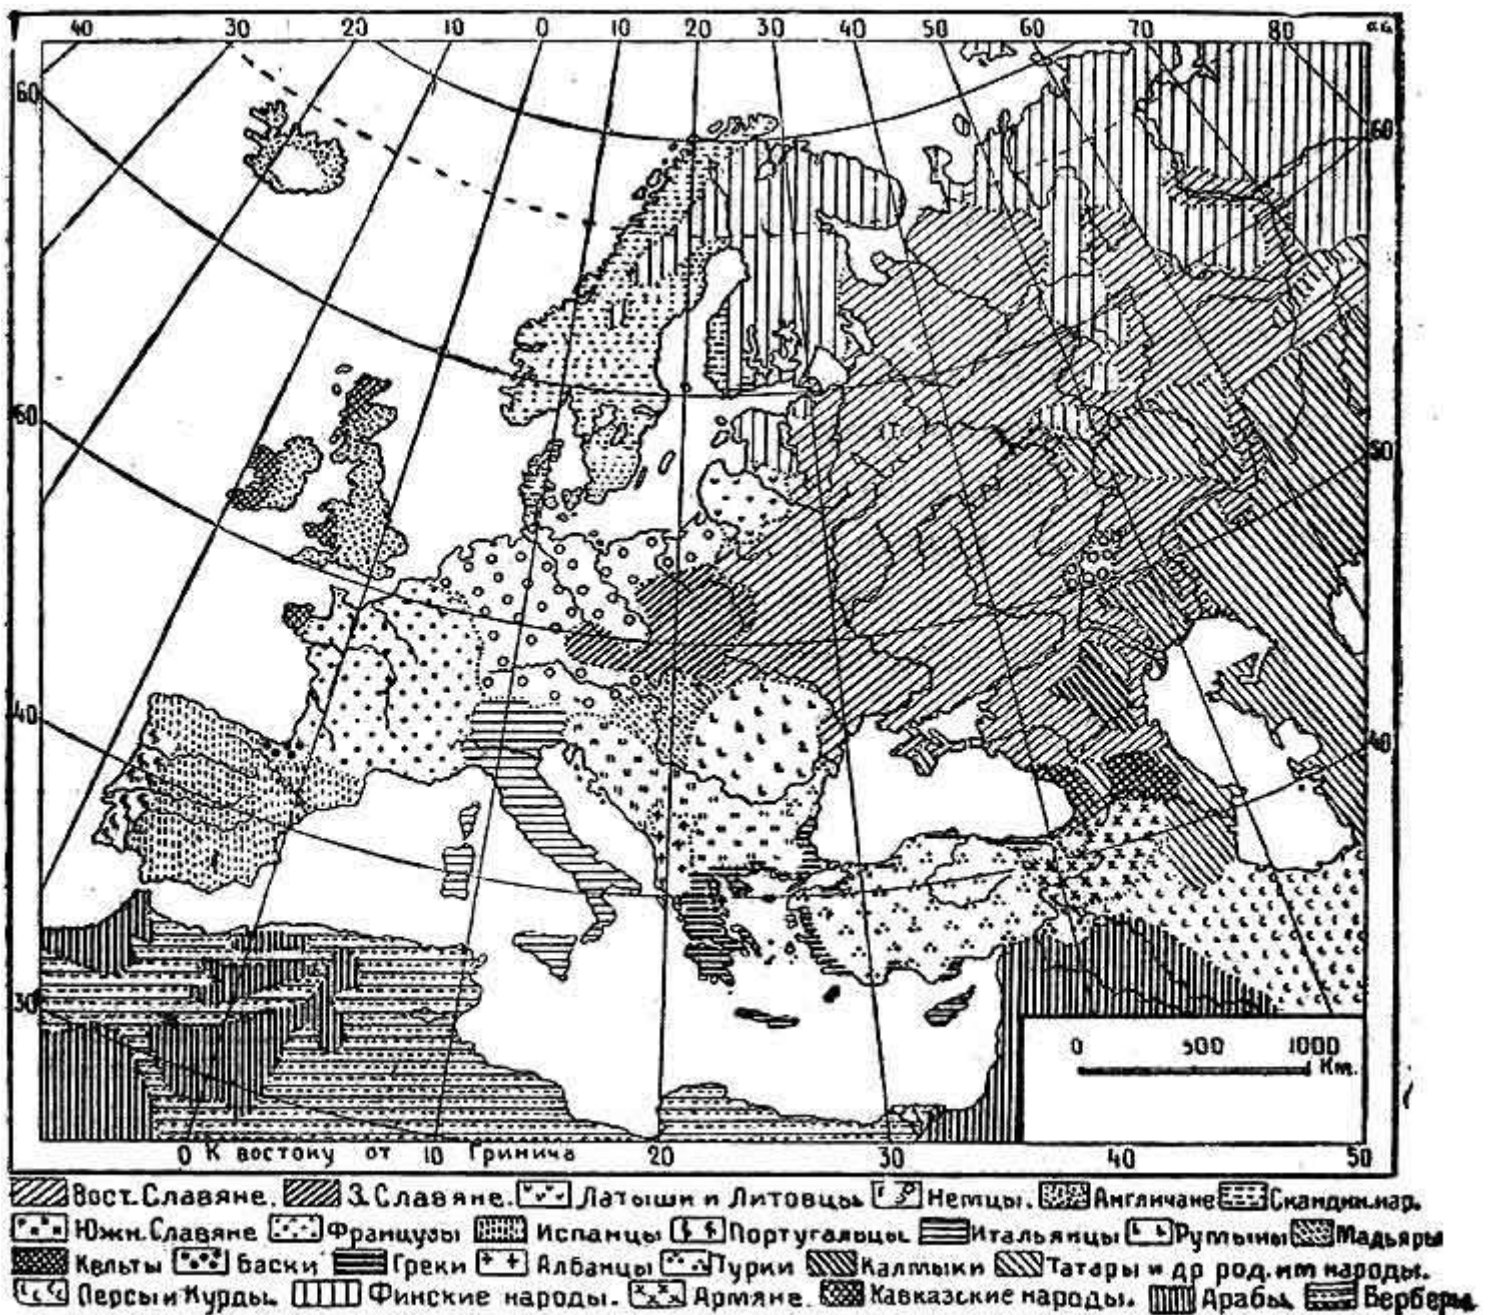 40 30 20 10 0 10 20 30 40 50 60 70 80
60 60
50 50
40 40
30
0 500 1000
Км.
0 К востоку от 10 Гринича 20 30 40 50
Вост. Славяне. З. Славяне. Латыши и Литовцы. Немцы. Англичане Скандин.нар.
Южн. Славяне Французы Испанцы Португальцы Итальянцы Румыны Мадьяры
Кельты Баски Греки Албанцы Турки Калмыки Татары и др род. им народы.
Персы и Курды. Финские народы. Армяне. Кавказские народы. Арабы. Берберы.